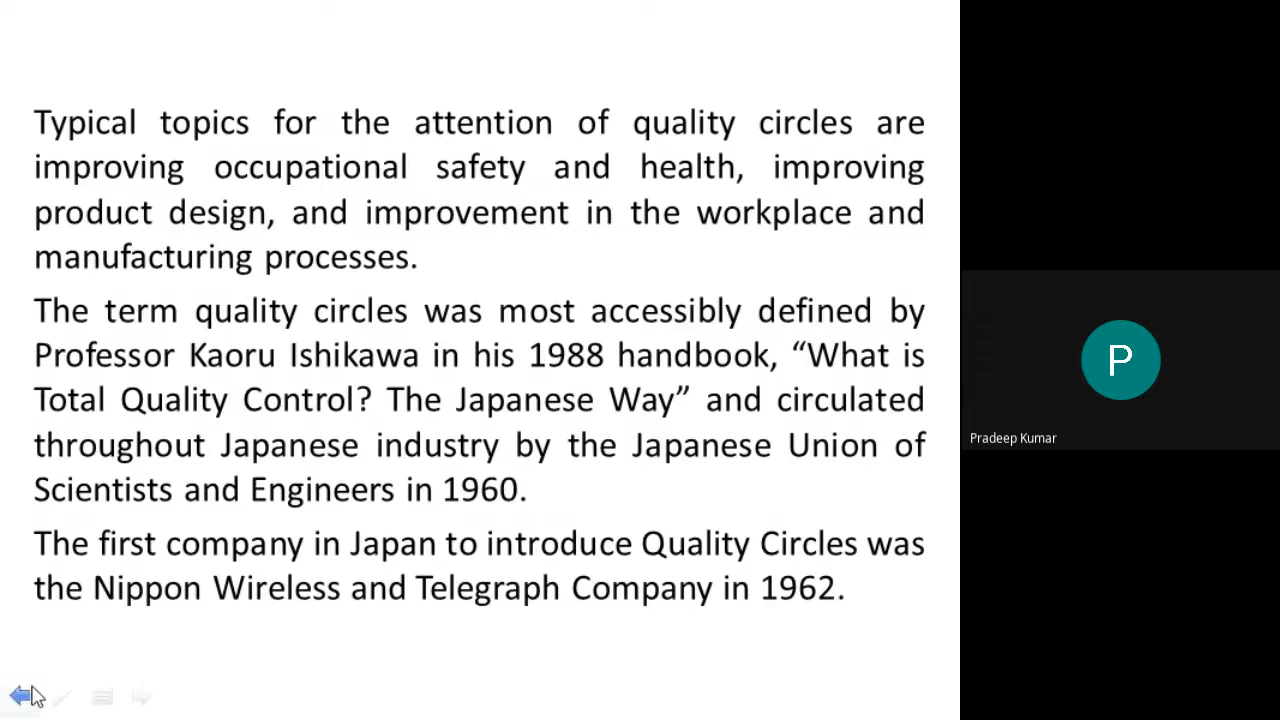 Typical topics for the attention of quality circles are
improving occupational safety and health, improving
product design, and improvement in the workplace and
manufacturing processes.
The term quality circles was most accessibly defined by
Professor Kaoru Ishikawa in his 1988 handbook, “What is
Total Quality Control? The Japanese Way” and circulated
throughout Japanese industry by the Japanese Union of
Scientists and Engineers in 1960.
The first company in Japan to introduce Quality Circles was
the Nippon Wireless and Telegraph Company in 1962.
P
Pradeep Kumar